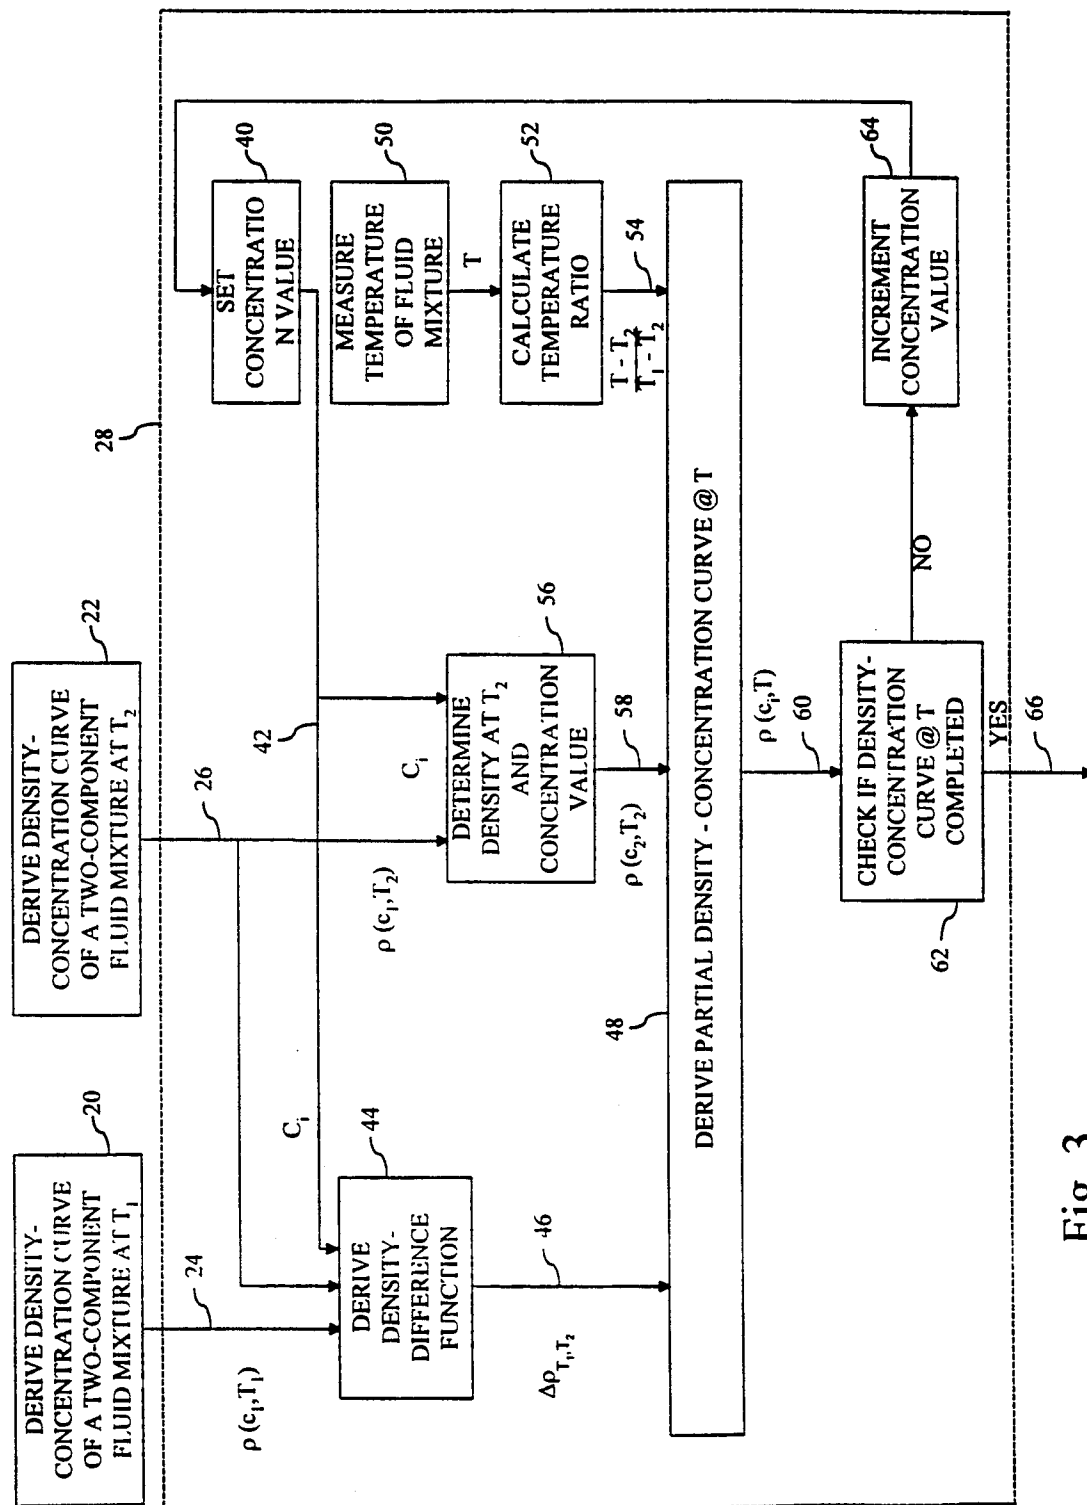 DERIVE DENSITY-
CONCENTRATION CURVE
OF A TWO-COMPONENT
FLUID MIXTURE AT T₁
20
24
ρ (c₁,T₁)
DERIVE DENSITY-
CONCENTRATION CURVE
OF A TWO-COMPONENT
FLUID MIXTURE AT T₂
22
26
28
SET
CONCENTRATIO
N VALUE
40
42
Cᵢ
Cᵢ
ρ (c₁,T₂)
DERIVE
DENSITY-
DIFFERENCE
FUNCTION
44
46
Δρ T₁,T₂
MEASURE
TEMPERATURE
OF FLUID
MIXTURE
50
T
CALCULATE
TEMPERATURE
RATIO
52
54
T - T₂
T₁ - T₂
DETERMINE
DENSITY AT T₂
AND
CONCENTRATION
VALUE
56
58
ρ (c₂,T₂)
48
DERIVE PARTIAL DENSITY - CONCENTRATION CURVE @ T
ρ (cᵢ,T)
60
CHECK IF DENSITY-
CONCENTRATION
CURVE @ T
COMPLETED
62
NO
INCREMENT
CONCENTRATION
VALUE
64
YES
66
Fig. 3